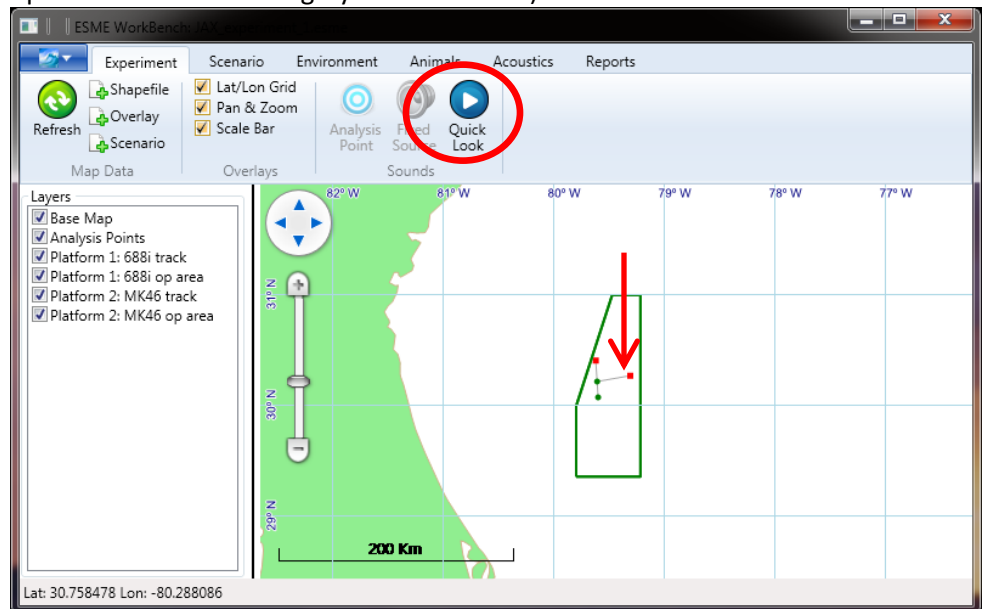 ESME WorkBench: JAX
Experiment Scenario Environment Animals Acoustics Reports
Refresh
Shapefile
Overlay
Scenario
Map Data
Lat/Lon Grid
Pan & Zoom
Scale Bar
Overlays
Analysis Point
Fixed Source
Quick Look
Sounds
Layers
Base Map
Analysis Points
Platform 1: 688i track
Platform 1: 688i op area
Platform 2: MK46 track
Platform 2: MK46 op area
82° W 81° W 80° W 79° W 78° W 77° W
31° N
30° N
29° N
200 Km
Lat: 30.758478 Lon: -80.288086